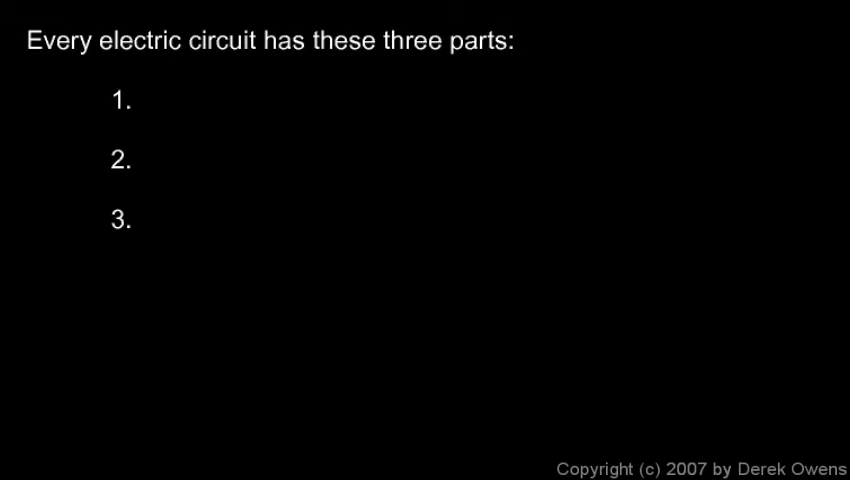 Every electric circuit has these three parts:
1.
2.
3.
Copyright (c) 2007 by Derek Owens